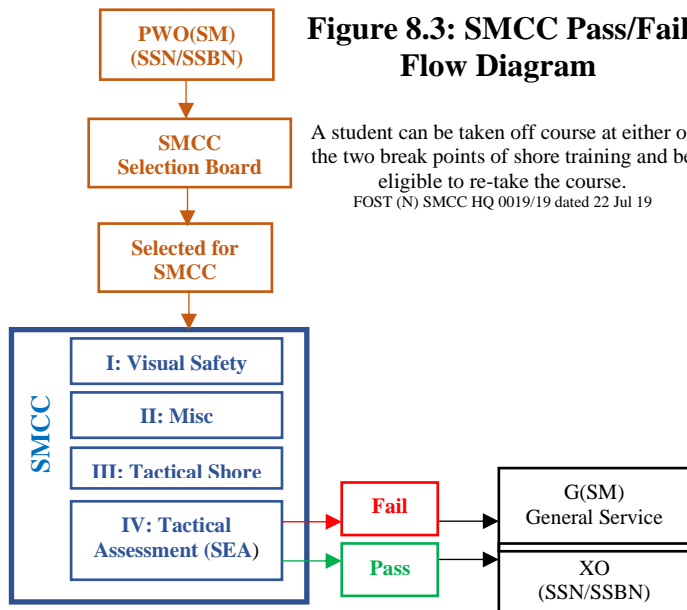 PWO(SM)
(SSN/SSBN)
Figure 8.3: SMCC Pass/Fail
Flow Diagram
SMCC
Selection Board
A student can be taken off course at either o
the two break points of shore training and be
eligible to re-take the course.
FOST (N) SMCC HQ 0019/19 dated 22 Jul 19
Selected for
SMCC
SMCC
I: Visual Safety
II: Misc
III: Tactical Shore
IV: Tactical
Assessment (SEA)
Fail
Pass
G(SM)
General Service
XO
(SSN/SSBN)